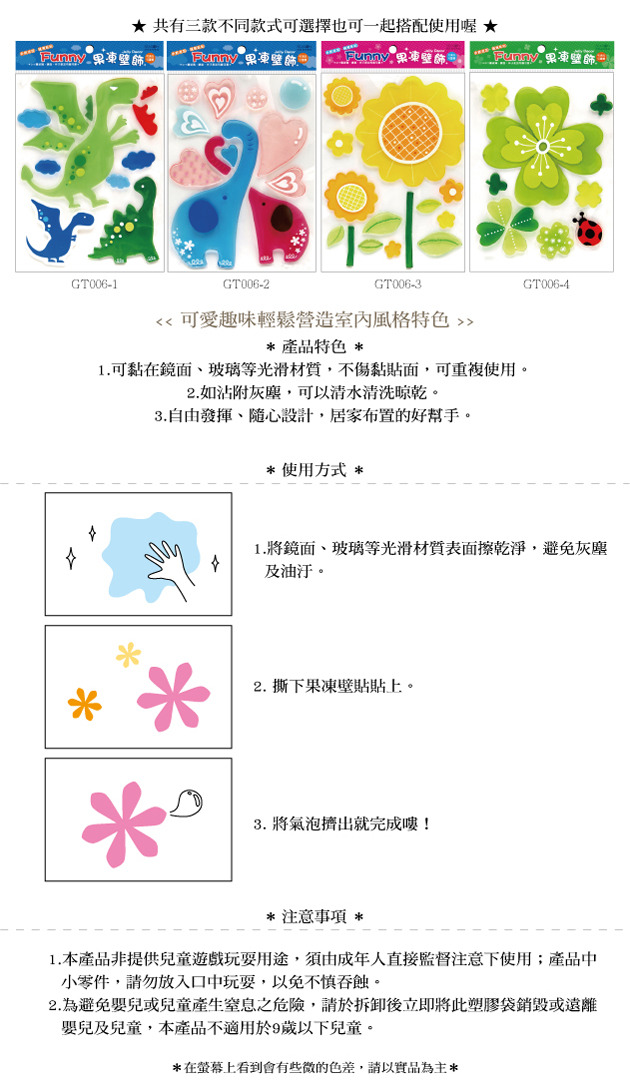 ★ 共有三款不同款式可選擇也可一起搭配使用喔 ★
Jelly Decor Jelly Decor Jelly Decor Jelly Decor
Funny 果凍壁飾 Funny 果凍壁飾 Funny 果凍壁飾 Funny 果凍壁飾
GT006-1 GT006-2 GT006-3 GT006-4
<< 可愛趣味輕鬆營造室內風格特色 >>
* 產品特色 *
1.可黏在鏡面、玻璃等光滑材質，不傷黏貼面，可重複使用。
2.如沾附灰塵，可以清水清洗晾乾。
3.自由發揮、隨心設計，居家布置的好幫手。
* 使用方式 *
1.將鏡面、玻璃等光滑材質表面擦乾淨，避免灰塵
及油汙。
2. 撕下果凍壁貼貼上。
3. 將氣泡擠出就完成嘍！
* 注意事項 *
1.本產品非提供兒童遊戲玩耍用途，須由成年人直接監督注意下使用；產品中
小零件，請勿放入口中玩耍，以免不慎吞蝕。
2.為避免嬰兒或兒童產生窒息之危險，請於拆卸後立即將此塑膠袋銷毀或遠離
嬰兒及兒童，本產品不適用於9歲以下兒童。
*在螢幕上看到會有些微的色差，請以實品為主*